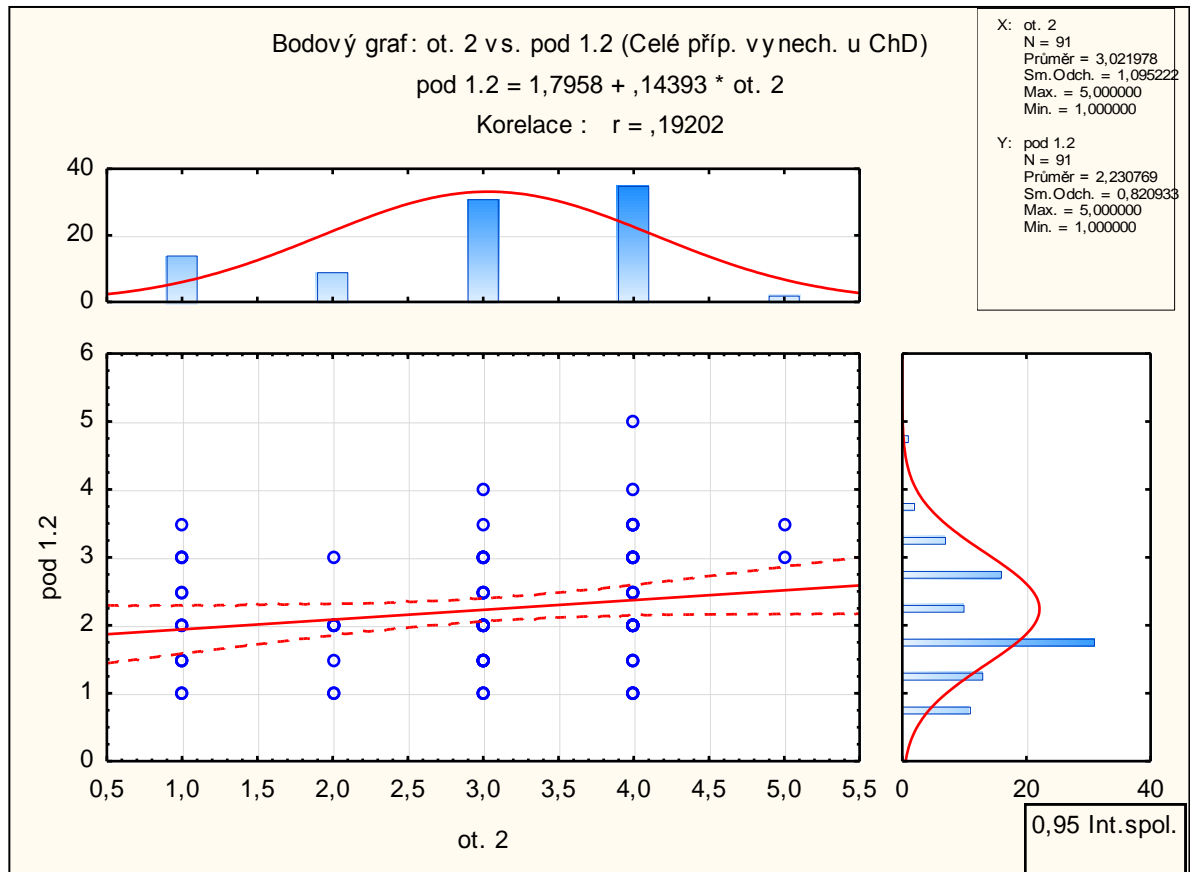 Bodový graf: ot. 2 vs. pod 1.2 (Celé příp. vynech. u ChD)
pod 1.2 = 1,7958 + ,14393 * ot. 2
Korelace : r = ,19202
X: ot. 2
N = 91
Průměr = 3,021978
Sm.Odch. = 1,095222
Max. = 5,000000
Min. = 1,000000
Y: pod 1.2
N = 91
Průměr = 2,230769
Sm.Odch. = 0,820933
Max. = 5,000000
Min. = 1,000000
40
20
0
6
5
4
3
2
1
0
pod 1.2
0,5 1,0 1,5 2,0 2,5 3,0 3,5 4,0 4,5 5,0 5,5
ot. 2
0 20 40
0,95 Int.spol.